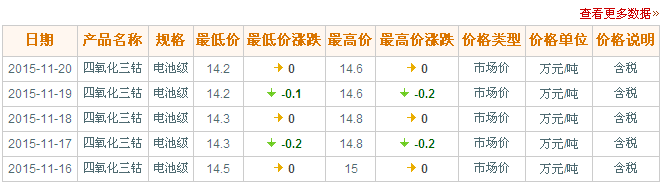 查看更多数据»
日期 产品名称 规格 最低价 最低价涨跌 最高价 最高价涨跌 价格类型 价格单位 价格说明
2015-11-20 四氧化三钴 电池级 14.2 0 14.6 0 市场价 万元/吨 含税
2015-11-19 四氧化三钴 电池级 14.2 -0.1 14.6 -0.2 市场价 万元/吨 含税
2015-11-18 四氧化三钴 电池级 14.3 0 14.8 0 市场价 万元/吨 含税
2015-11-17 四氧化三钴 电池级 14.3 -0.2 14.8 -0.2 市场价 万元/吨 含税
2015-11-16 四氧化三钴 电池级 14.5 0 15 0 市场价 万元/吨 含税